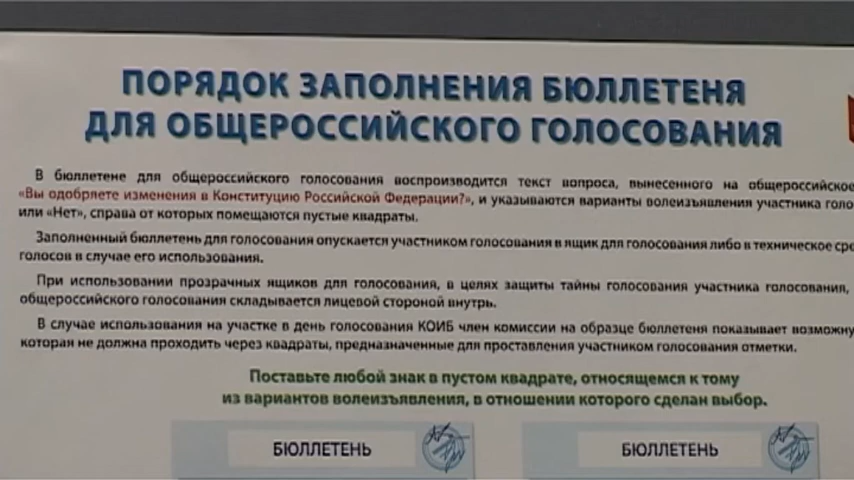 ПОРЯДОК ЗАПОЛНЕНИЯ БЮЛЛЕТЕНЯ
ДЛЯ ОБЩЕРОССИЙСКОГО ГОЛОСОВАНИЯ
В бюллетене для общероссийского голосования воспроизводится текст вопроса, вынесенного на общероссийское
«Вы одобряете изменения в Конституцию Российской Федерации?», и указываются варианты волеизъявления участника голо
или «Нет», справа от которых помещаются пустые квадраты.
Заполненный бюллетень для голосования опускается участником голосования в ящик для голосования либо в техническое сре
голосов в случае его использования.
При использовании прозрачных ящиков для голосования, в целях защиты тайны голосования участника голосования,
общероссийского голосования складывается лицевой стороной внутрь.
В случае использования на участке в день голосования КОИБ член комиссии на образце бюллетеня показывает возможну
которая не должна проходить через квадраты, предназначенные для проставления участником голосования отметки.
Поставьте любой знак в пустом квадрате, относящемся к тому
из вариантов волеизъявления, в отношении которого сделан выбор.
БЮЛЛЕТЕНЬ БЮЛЛЕТЕНЬ